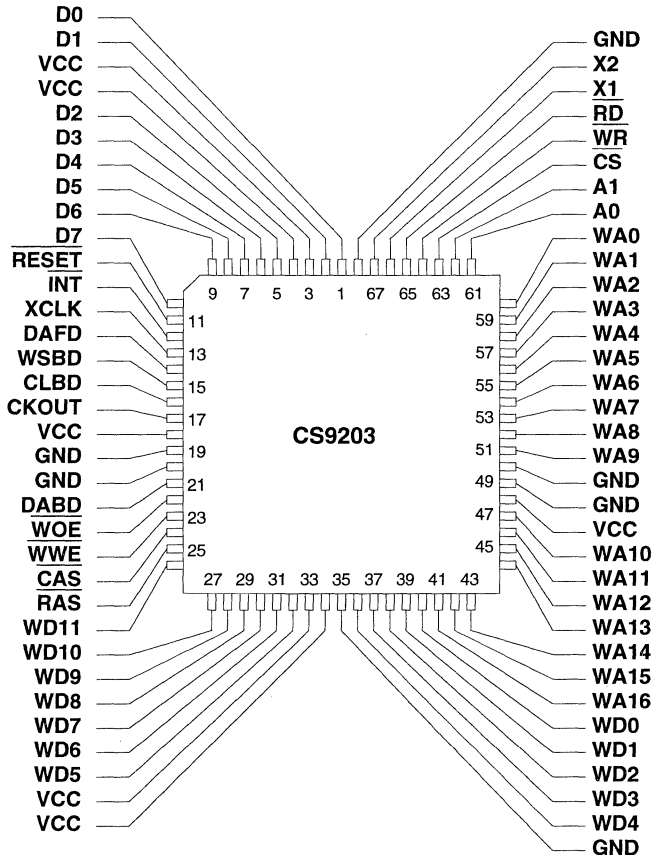 D0
D1
VCC
VCC
D2
D3
D4
D5
D6
D7
RESET
INT
XCLK
DAFD
WSBD
CLBD
CKOUT
VCC
GND
GND
DABD
WOE
WWE
CAS
RAS
WD11
WD10
WD9
WD8
WD7
WD6
WD5
VCC
VCC
9 7 5 3 1 67 65 63 61
11
13
15
17
19
21
23
25
CS9203
59
57
55
53
51
49
47
45
27 29 31 33 35 37 39 41 43
GND
X2
X1
RD
WR
CS
A1
A0
WA0
WA1
WA2
WA3
WA4
WA5
WA6
WA7
WA8
WA9
GND
GND
VCC
WA10
WA11
WA12
WA13
WA14
WA15
WA16
WD0
WD1
WD2
WD3
WD4
GND